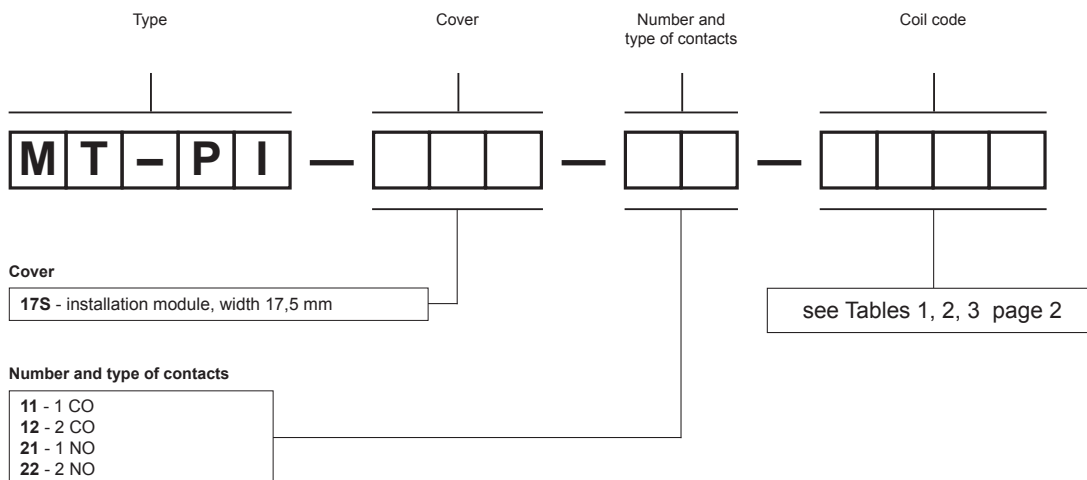 Type
Cover
Number and
type of contacts
Coil code
MT-PI — — —
Cover
17S - installation module, width 17,5 mm
see Tables 1, 2, 3 page 2
Number and type of contacts
11 - 1 CO
12 - 2 CO
21 - 1 NO
22 - 2 NO